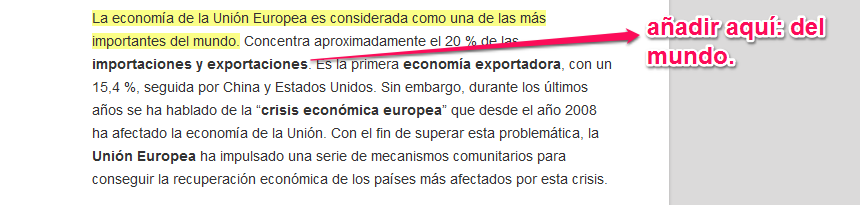 La economía de la Unión Europea es considerada como una de las más
importantes del mundo. Concentra aproximadamente el 20 % de las
importaciones y exportaciones. Es la primera economía exportadora, con un
15,4 %, seguida por China y Estados Unidos. Sin embargo, durante los últimos
años se ha hablado de la “crisis económica europea” que desde el año 2008
ha afectado la economía de la Unión. Con el fin de superar esta problemática, la
Unión Europea ha impulsado una serie de mecanismos comunitarios para
conseguir la recuperación económica de los países más afectados por esta crisis.
añadir aquí: del
mundo.